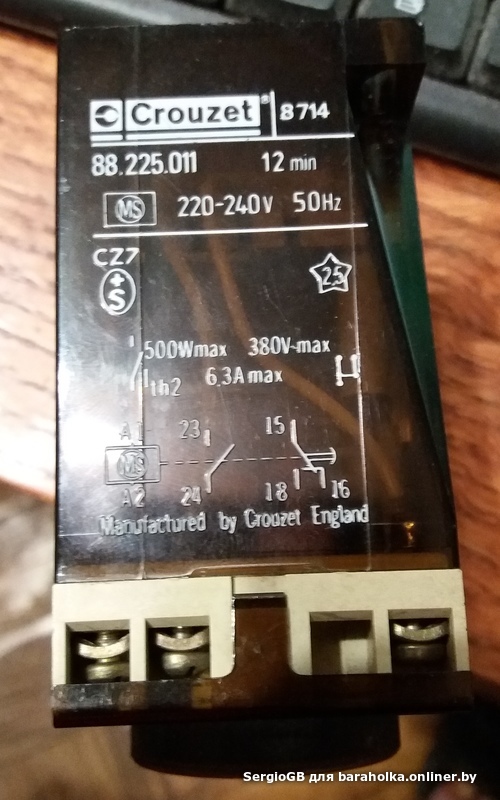 Crouzet® 8714
88.225.011 12 min
MS 220-240V 50Hz
CZ7
+
S
25
500Wmax 380V~max
th2 6,3A max
A1 23 15
MS
A2 24 18 16
Manufactured by Crouzet England
SergioGB для baraholka.onliner.by